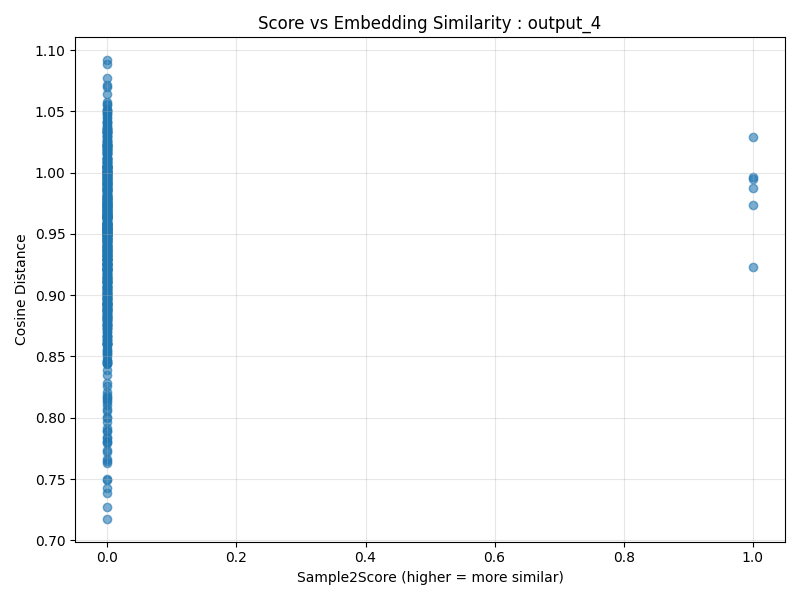 Score vs Embedding Similarity : output_4
1.10
1.05
1.00
0.95
0.90
0.85
0.80
0.75
0.70
Cosine Distance
0.0 0.2 0.4 0.6 0.8 1.0
Sample2Score (higher = more similar)